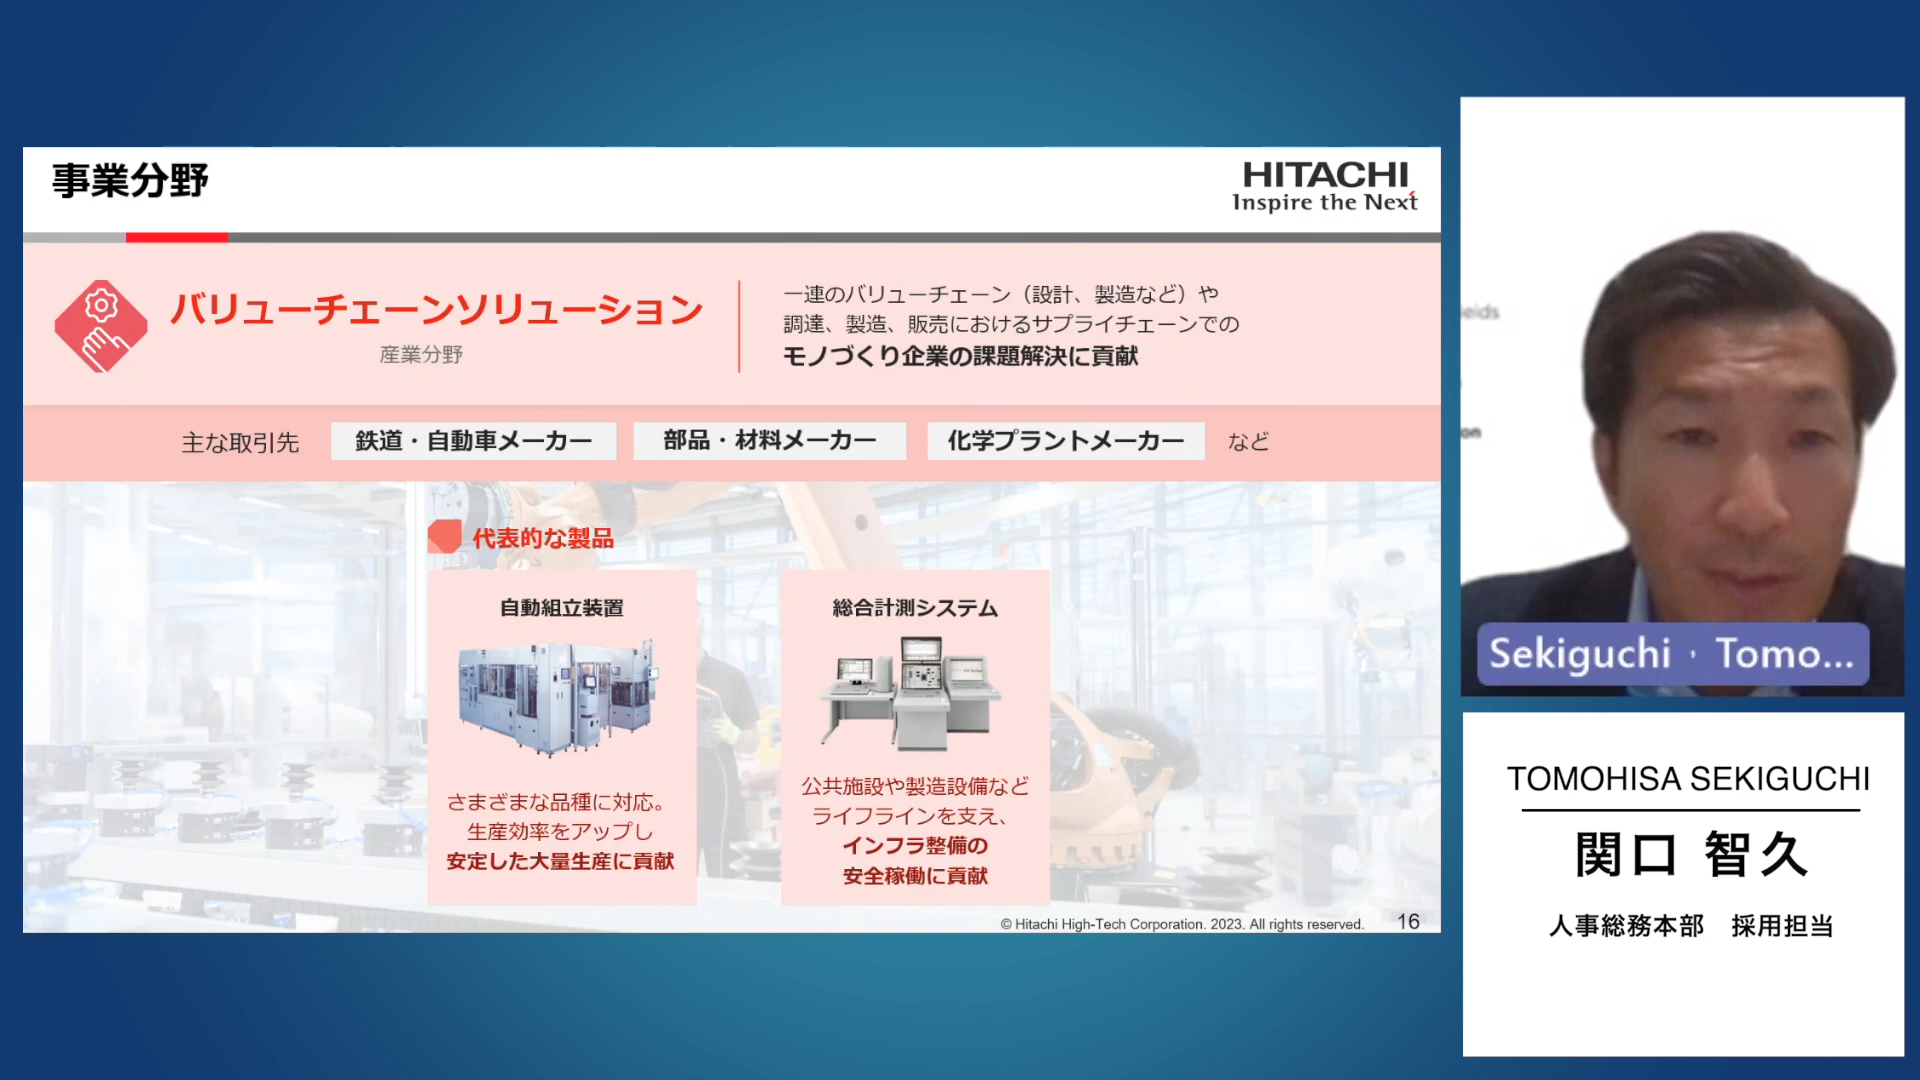 事業分野
HITACHI
Inspire the Next
バリューチェーンソリューション
産業分野
一連のバリューチェーン（設計、製造など）や
調達、製造、販売におけるサプライチェーンでの
モノづくり企業の課題解決に貢献
主な取引先
鉄道・自動車メーカー
部品・材料メーカー
化学プラントメーカー
など
代表的な製品
自動組立装置
さまざまな品種に対応。
生産効率をアップし
安定した大量生産に貢献
総合計測システム
公共施設や製造設備など
ライフラインを支え、
インフラ整備の
安全稼働に貢献
© Hitachi High-Tech Corporation. 2023. All rights reserved.
16
Sekiguchi ' Tomo...
TOMOHISA SEKIGUCHI
関口 智久
人事総務本部　採用担当